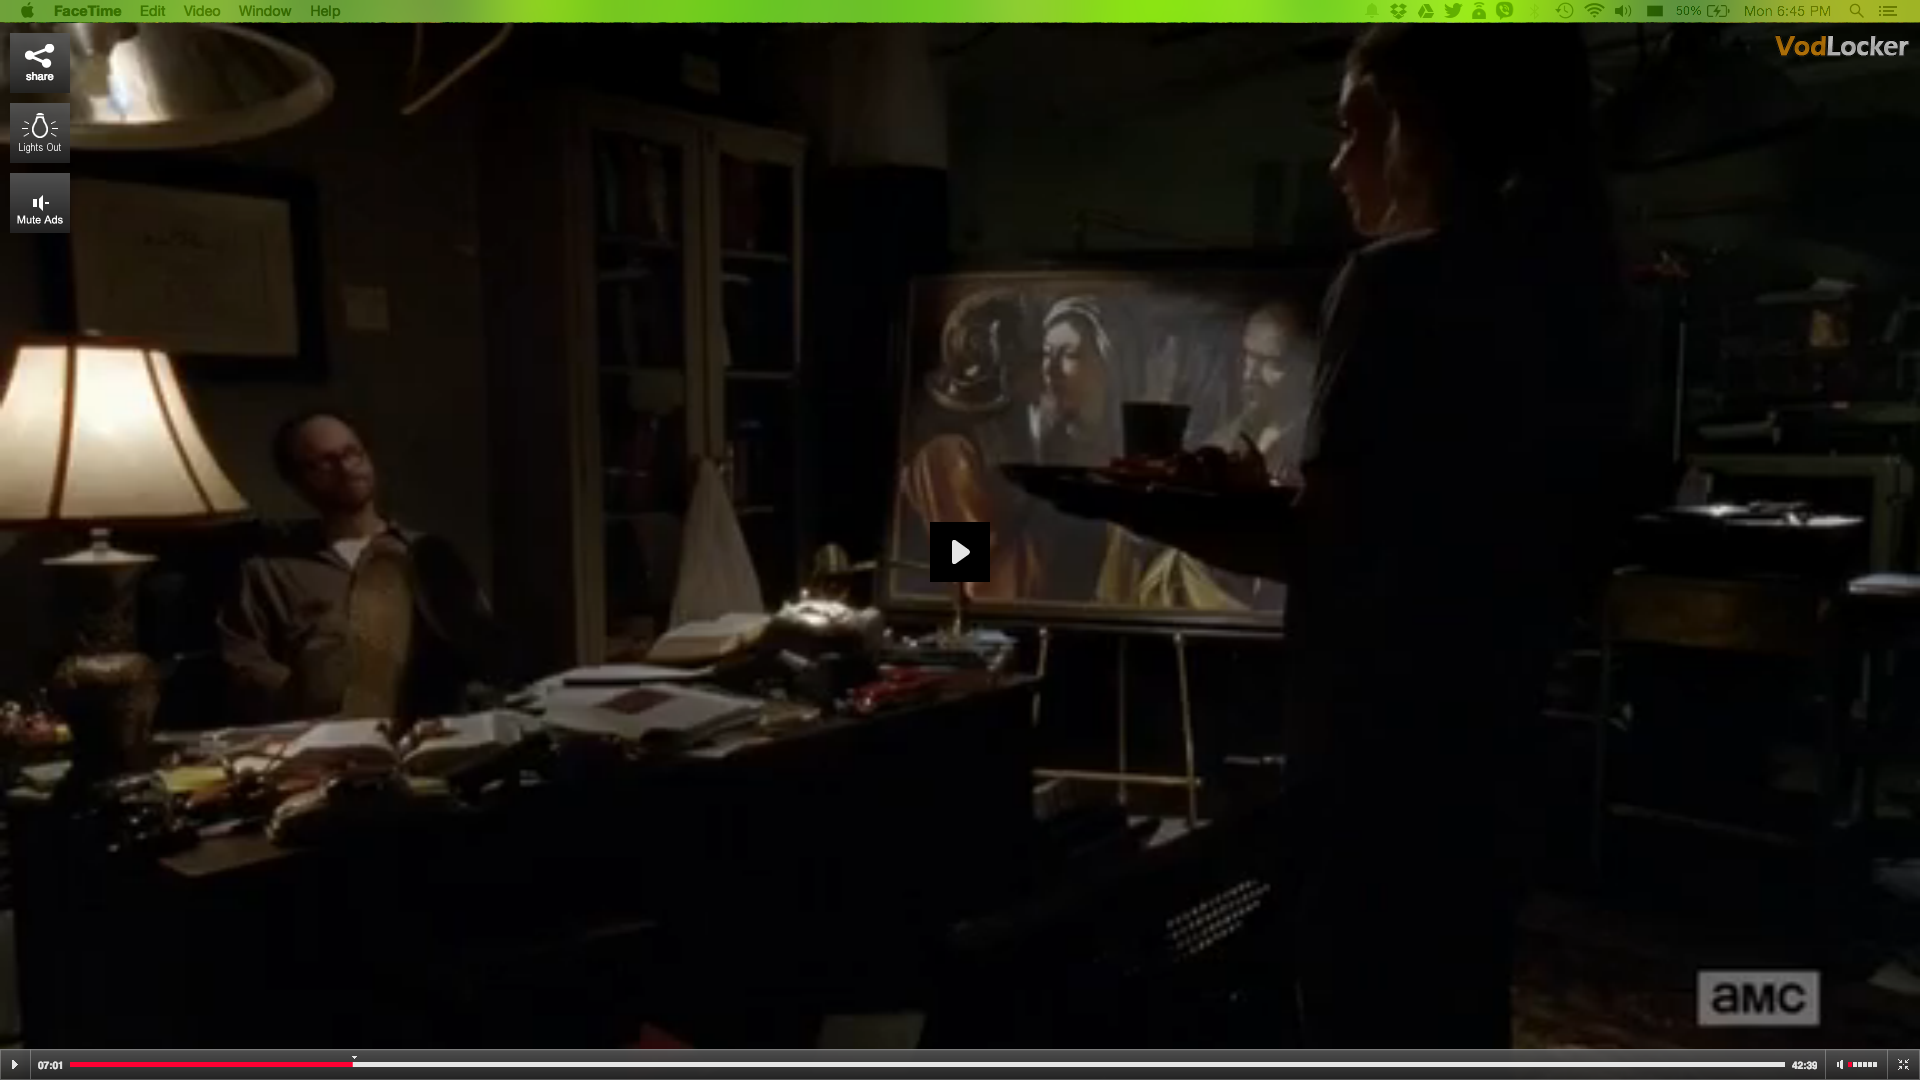 FaceTime Edit Video Window Help 50% Mon 6:45 PM
VodLocker
share
Lights Out
Mute Ads
aMC
07:01 42:39